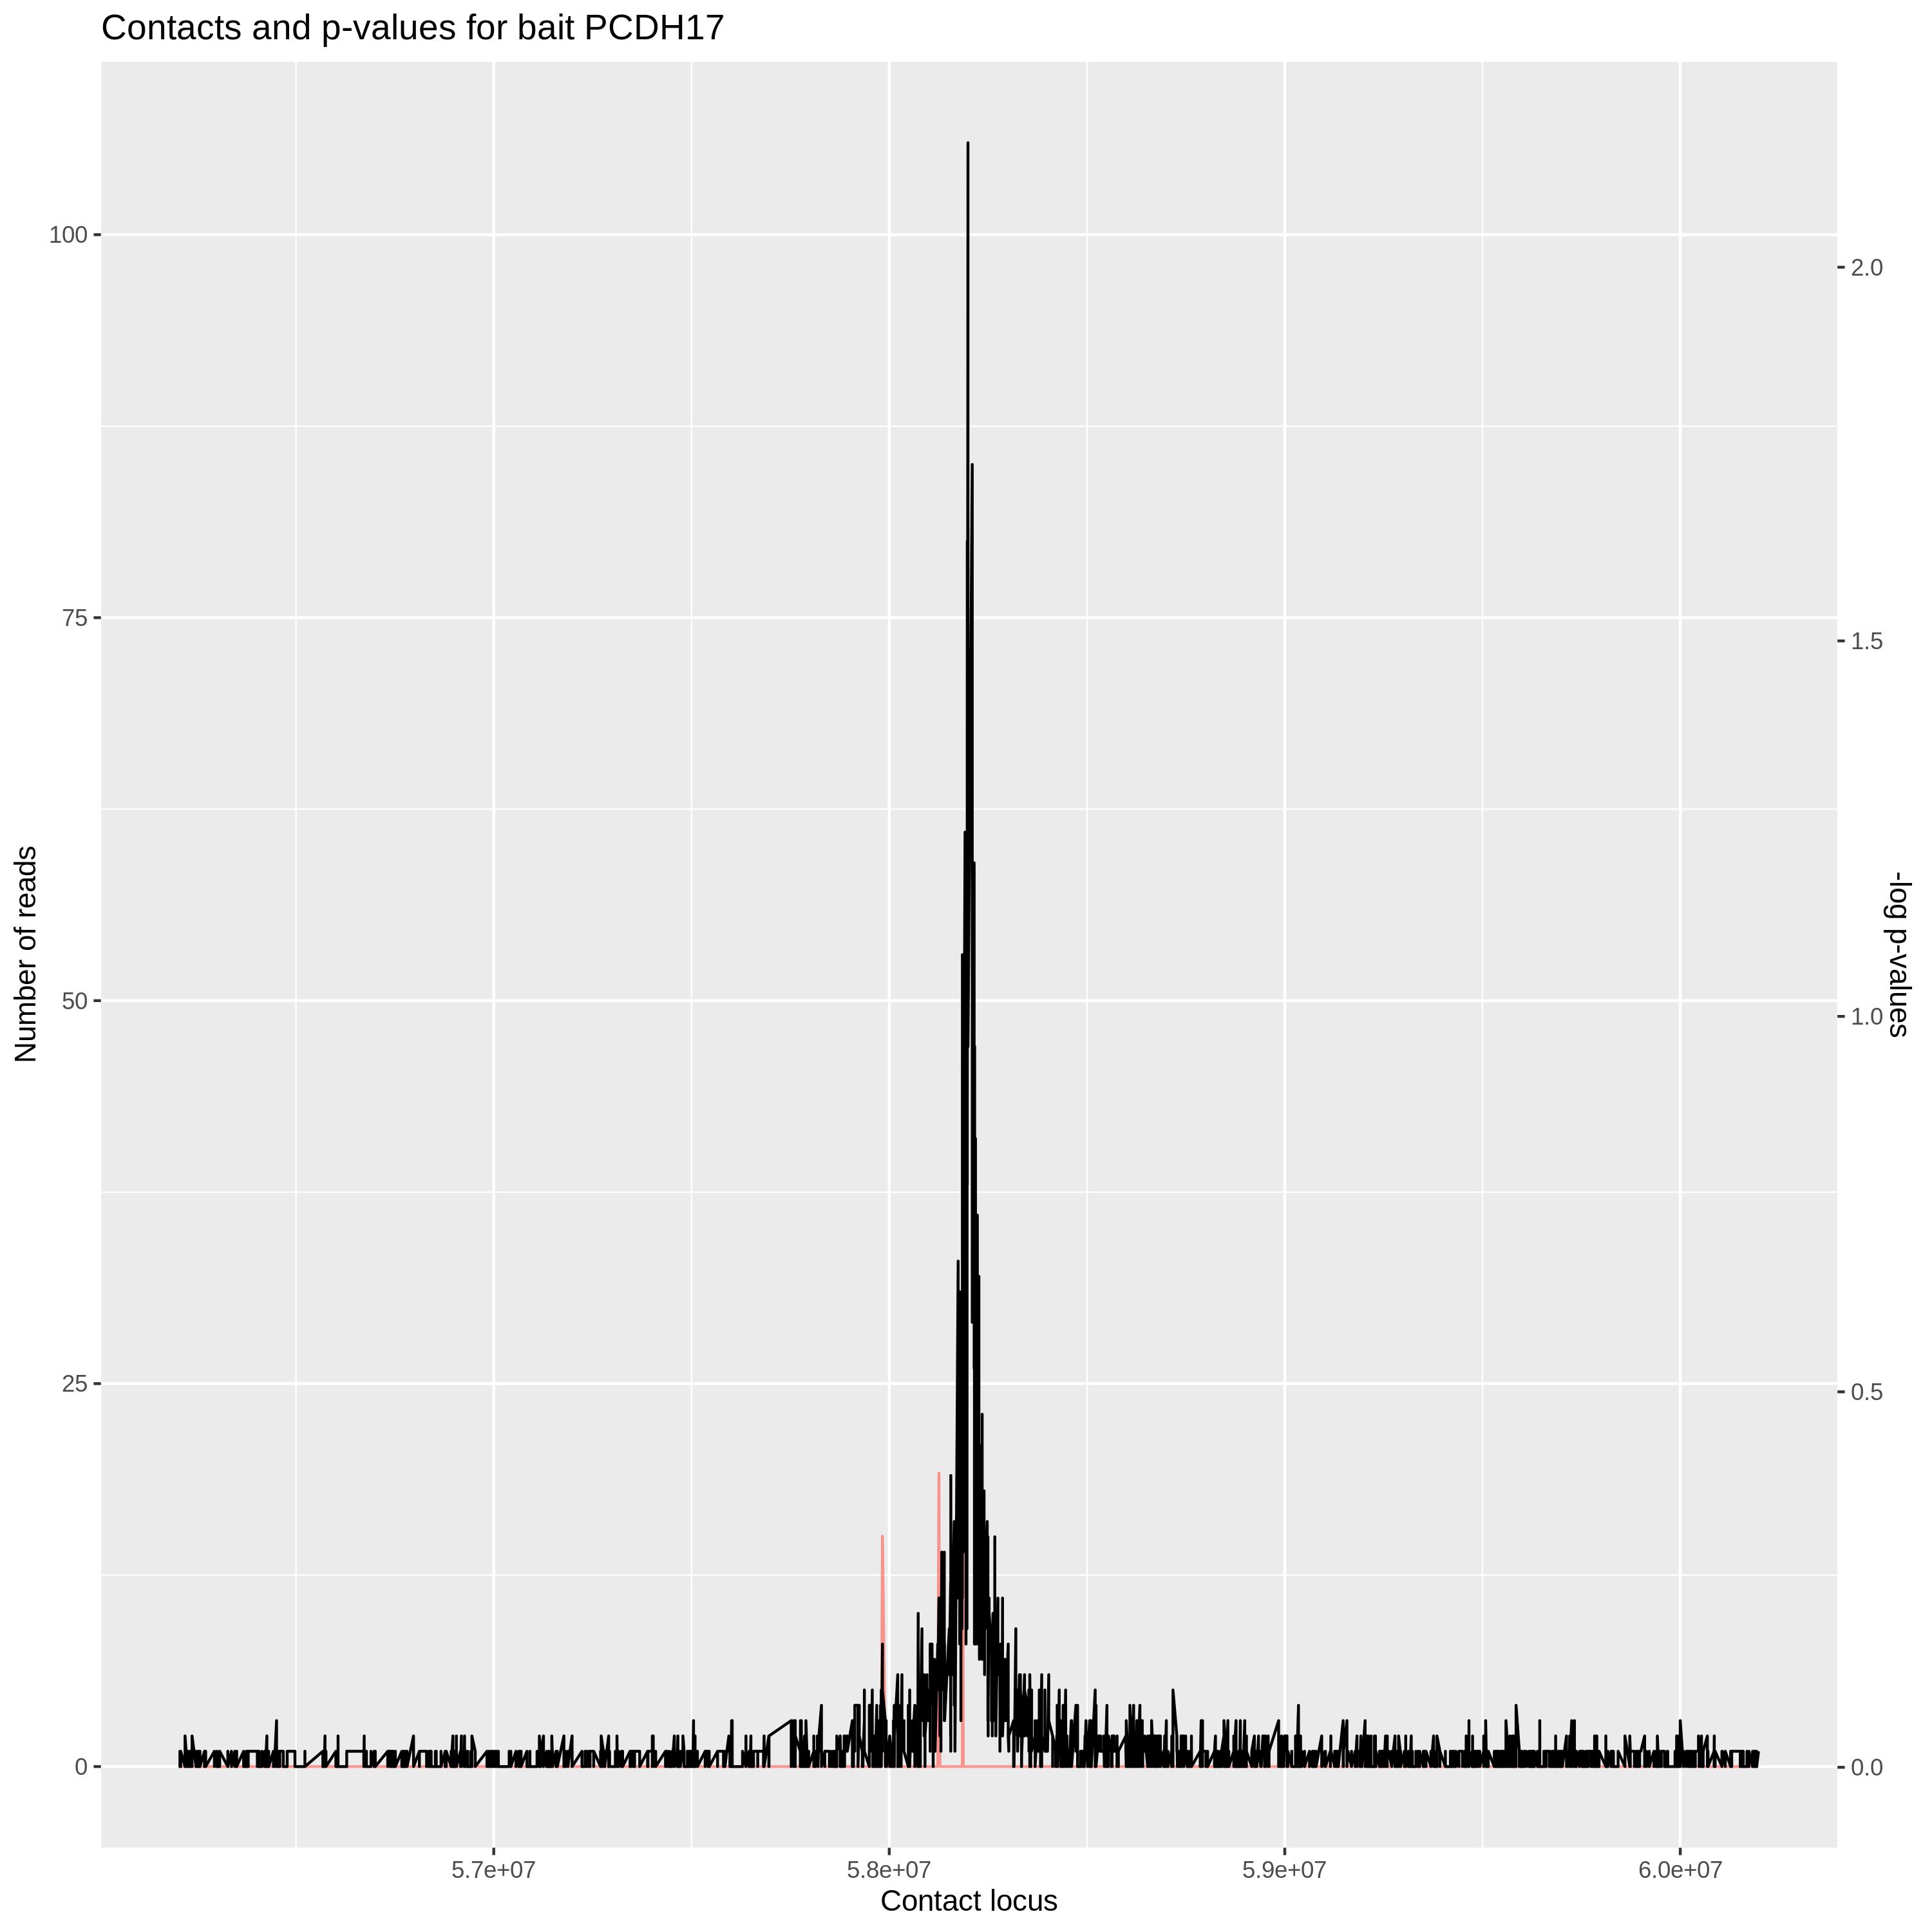 Contacts and p-values for bait PCDH17
100
75
50
25
0
Number of reads
2.0
1.5
1.0
0.5
0.0
-log p-values
5.7e+07
5.8e+07
5.9e+07
6.0e+07
Contact locus